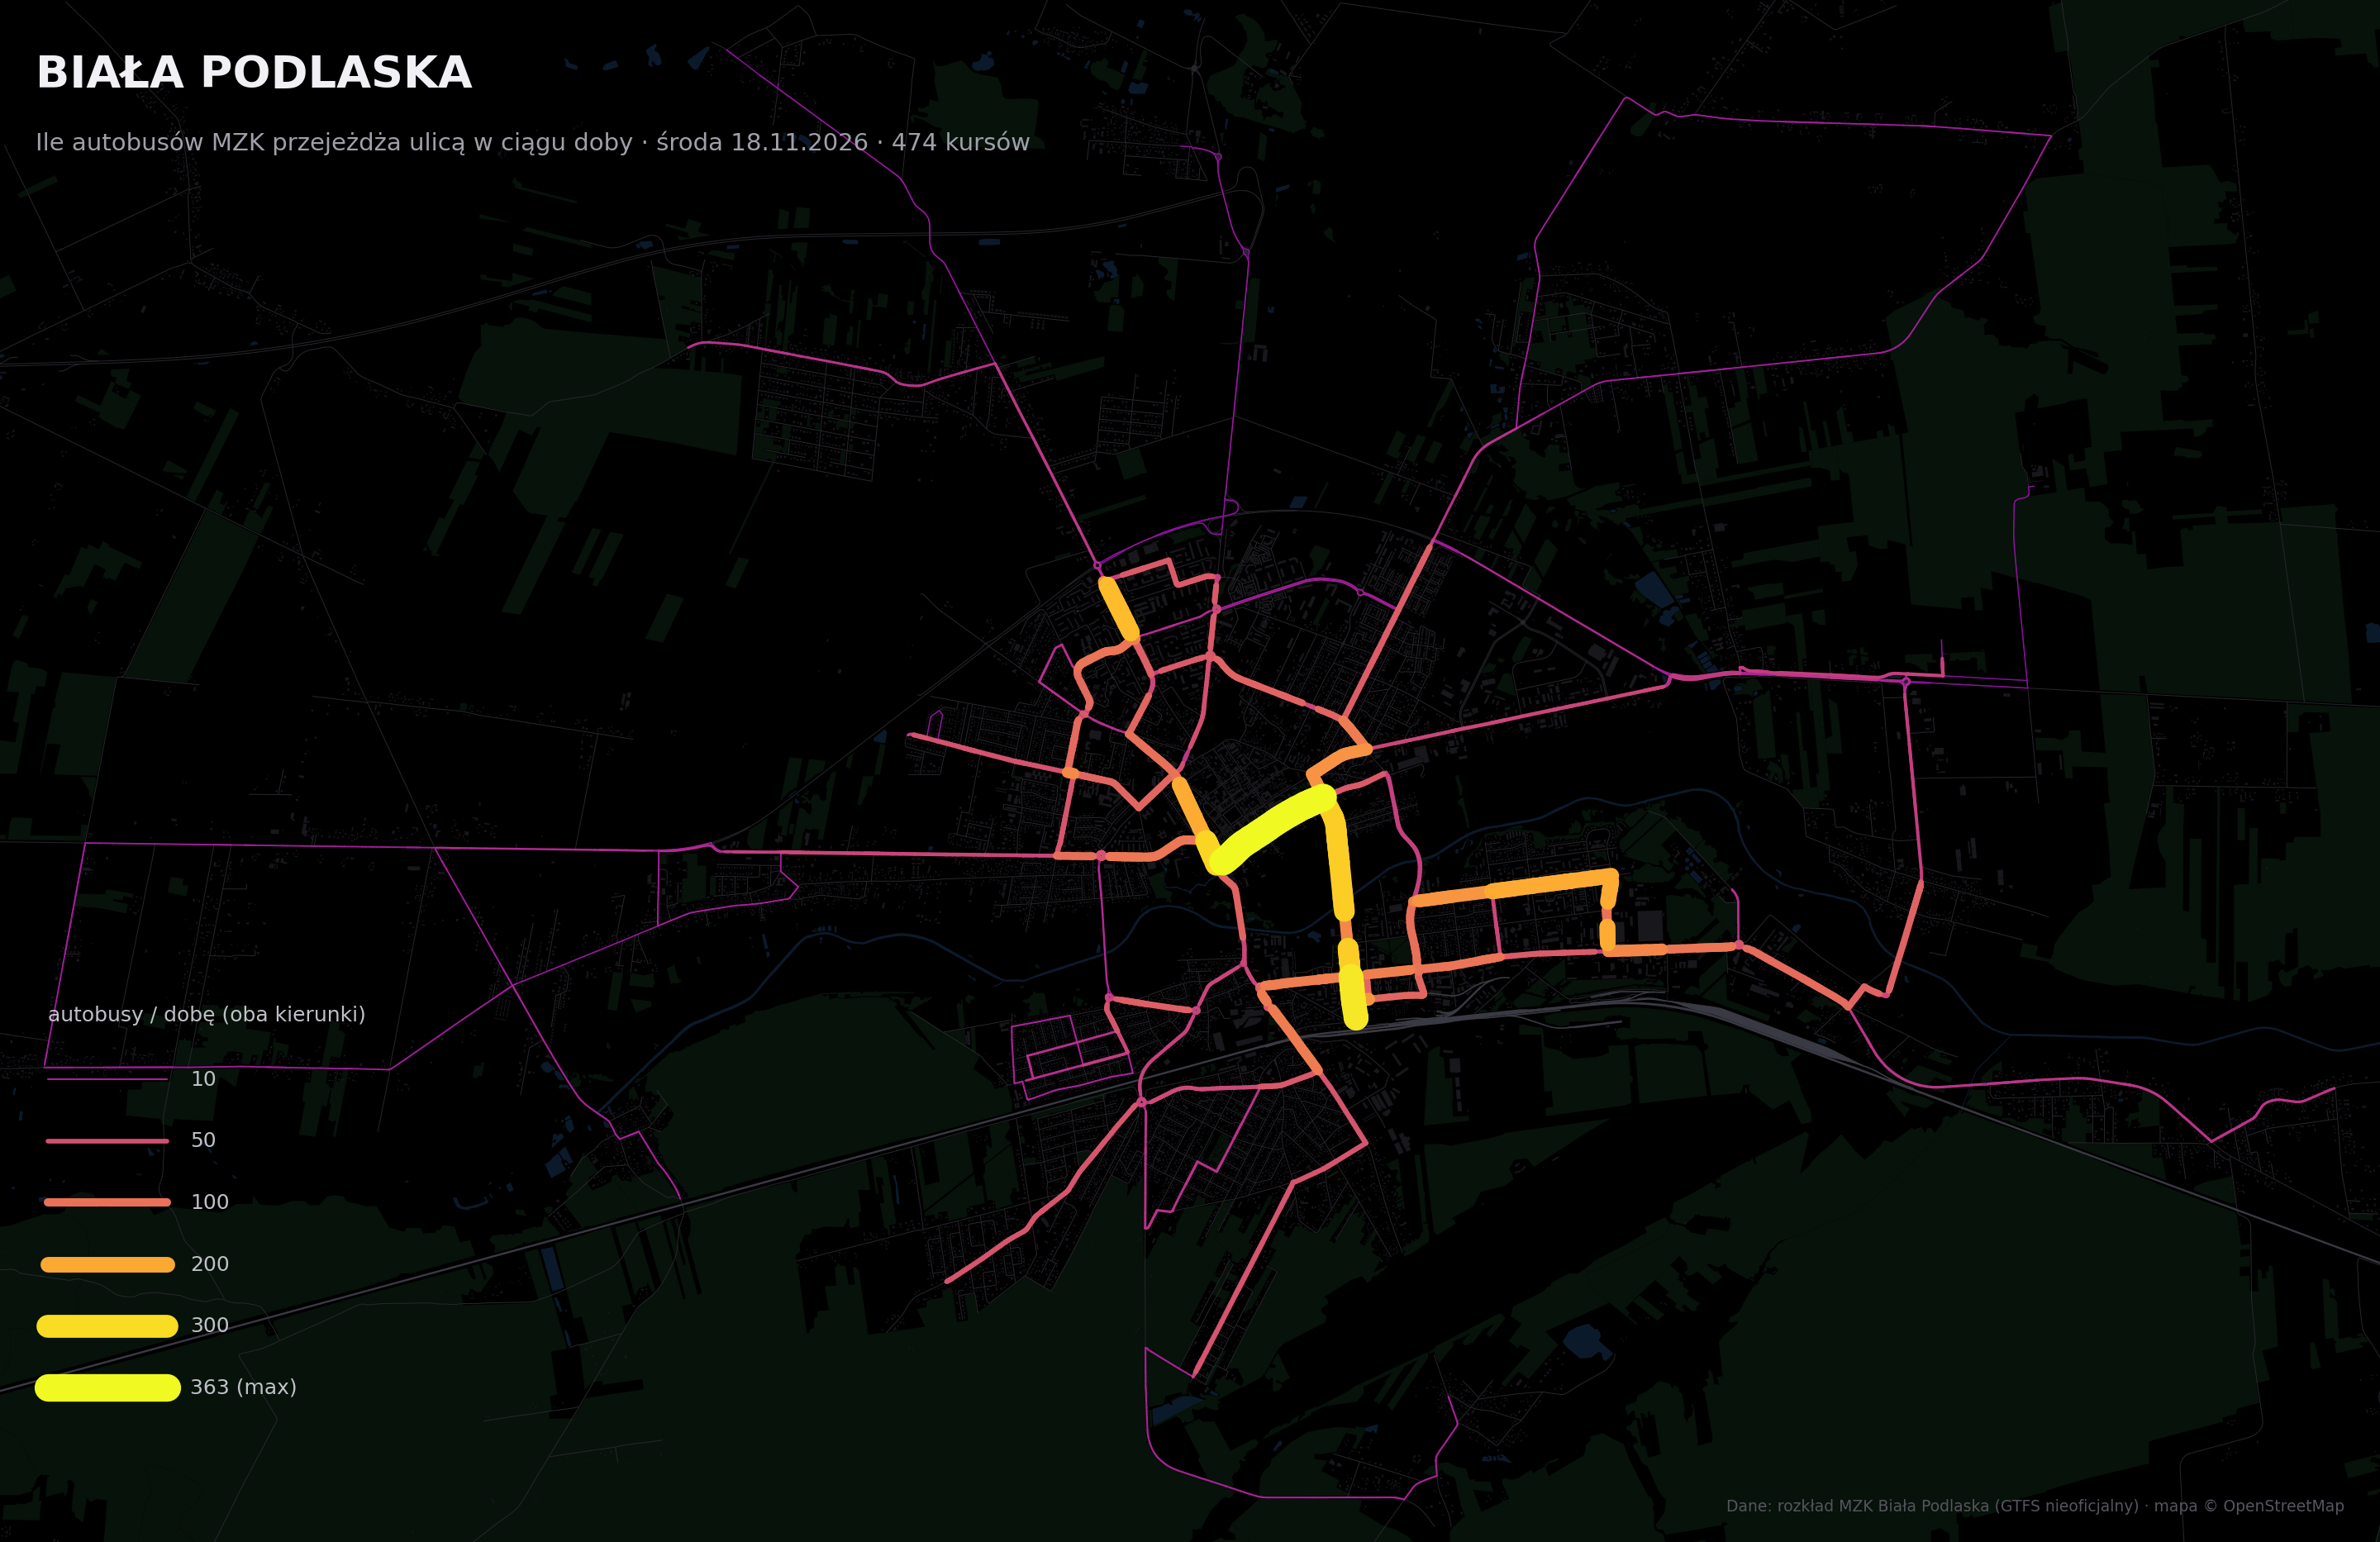 BIAŁA PODLASKA
Ile autobusów MZK przejeżdża ulicą w ciągu doby · środa 18.11.2026 · 474 kursów
autobusy / dobę (oba kierunki)
10
50
100
200
300
363 (max)
Dane: rozkład MZK Biała Podlaska (GTFS nieoficjalny) · mapa © OpenStreetMap